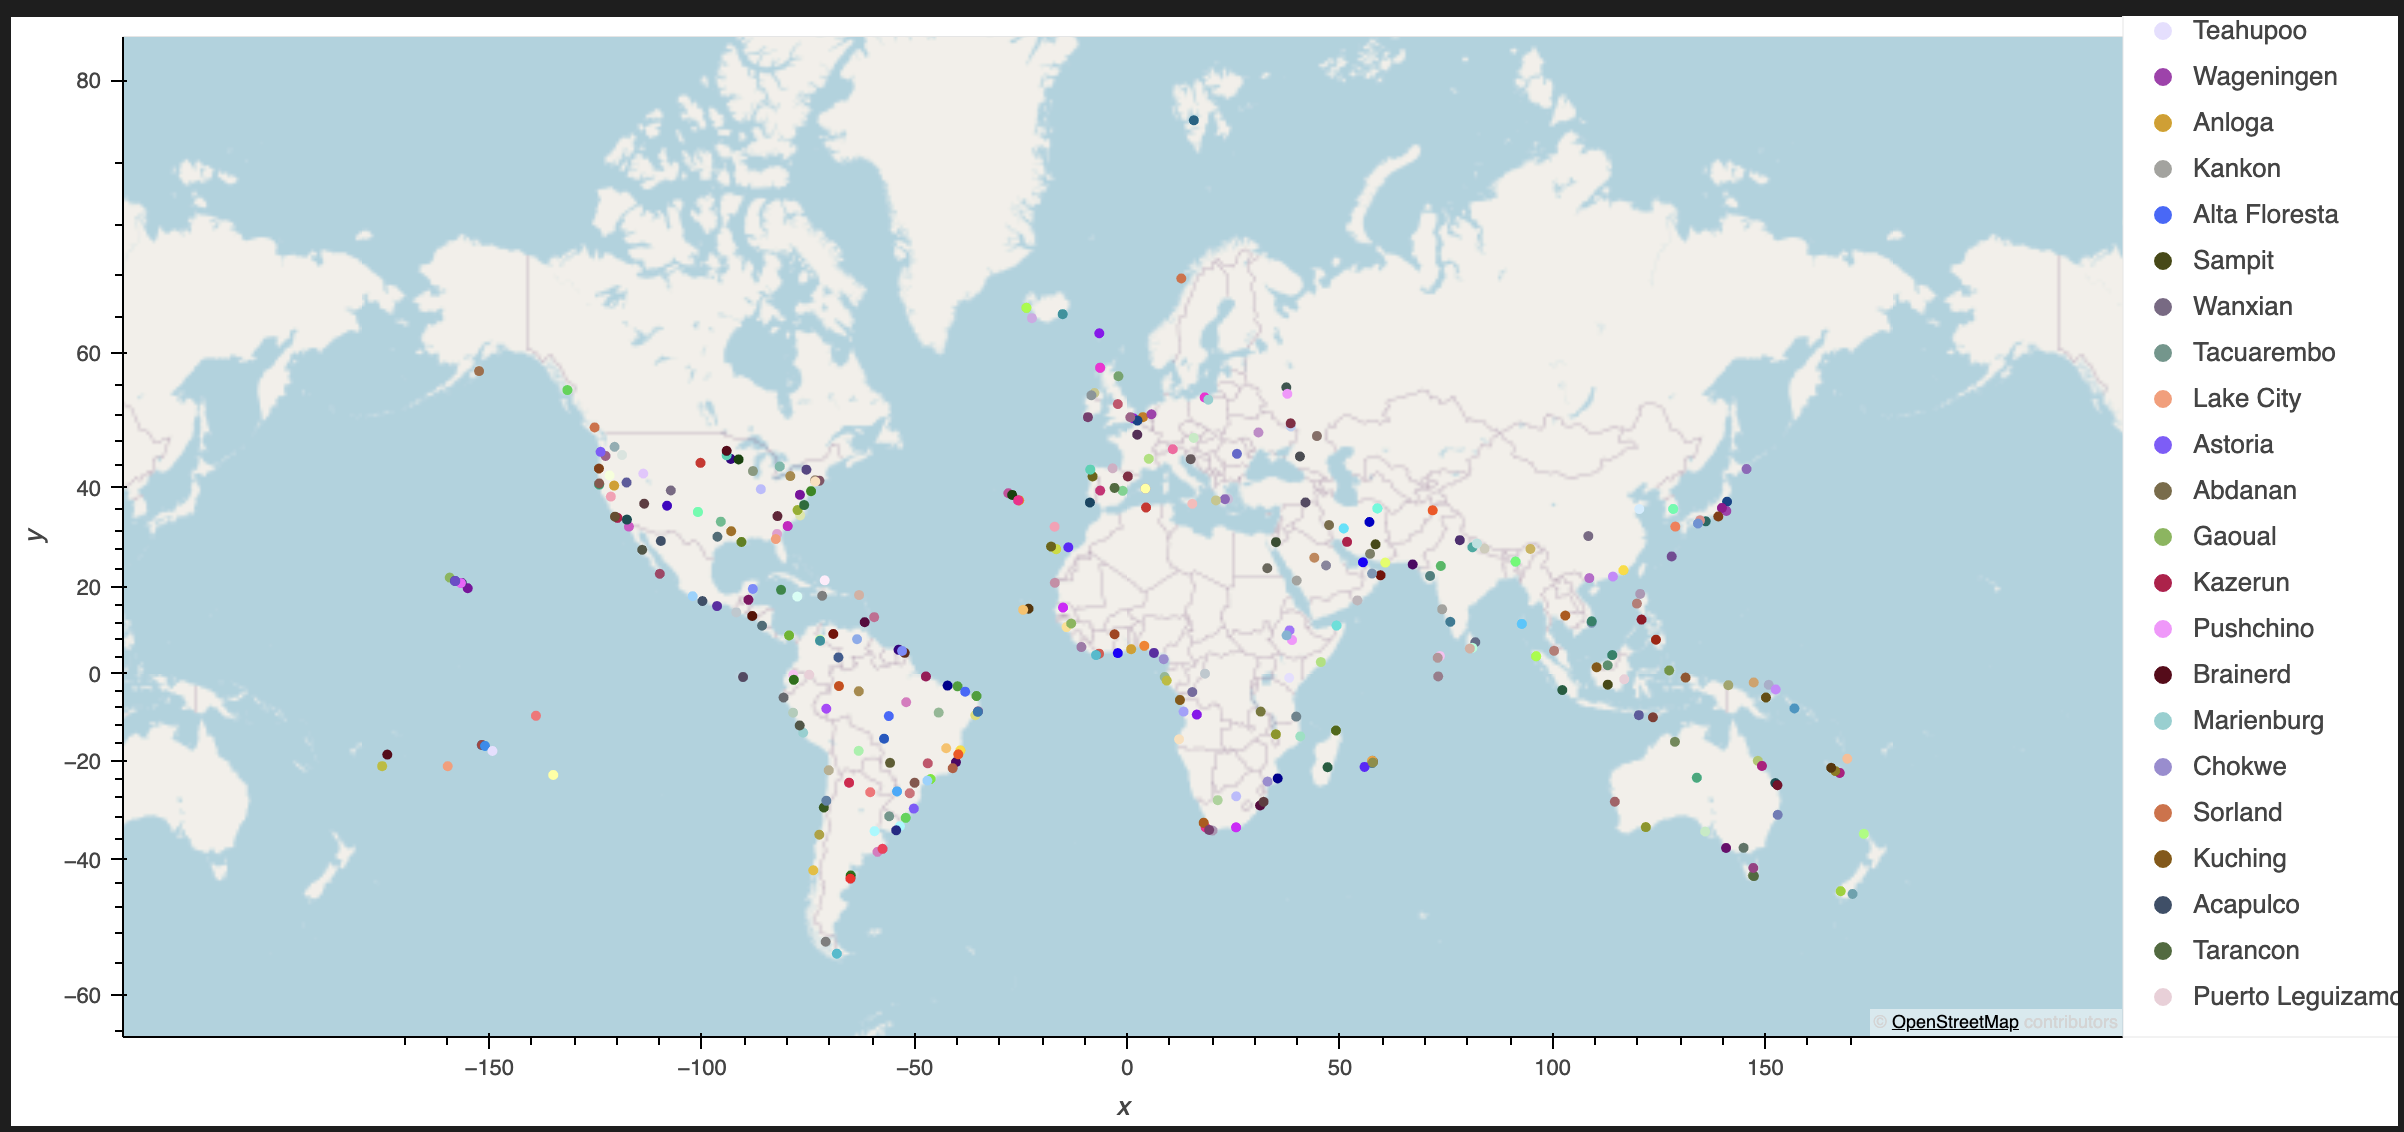 80
60
40
20
0
−20
−40
−60
y
−150
−100
−50
0
50
100
150
x
© OpenStreetMap contributors
Teahupoo
Wageningen
Anloga
Kankon
Alta Floresta
Sampit
Wanxian
Tacuarembo
Lake City
Astoria
Abdanan
Gaoual
Kazerun
Pushchino
Brainerd
Marienburg
Chokwe
Sorland
Kuching
Acapulco
Tarancon
Puerto Leguizamo